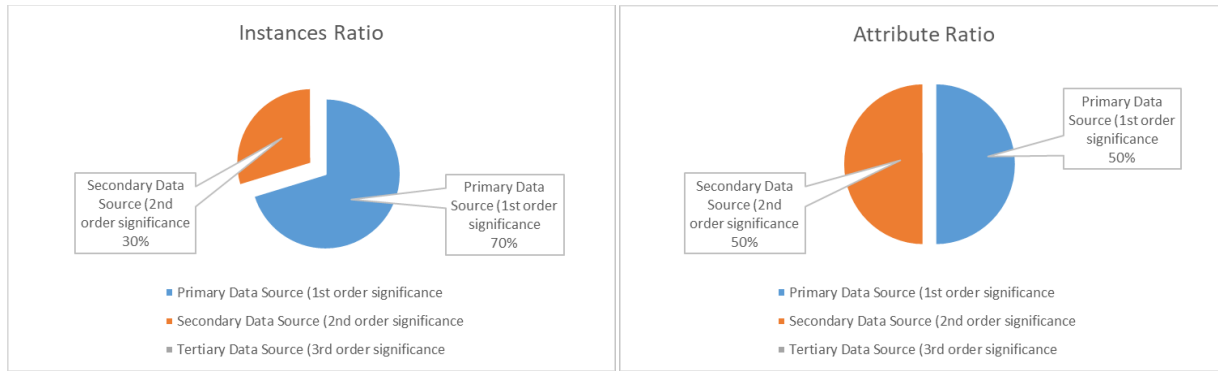 Instances Ratio
Secondary Data
Source (2nd
order significance
30%
Primary Data
Source (1st order
significance
70%
Primary Data Source (1st order significance
Secondary Data Source (2nd order significance
Tertiary Data Source (3rd order significance
Attribute Ratio
Primary Data
Source (1st order
significance
50%
Secondary Data
Source (2nd
order significance
50%
Primary Data Source (1st order significance
Secondary Data Source (2nd order significance
Tertiary Data Source (3rd order significance